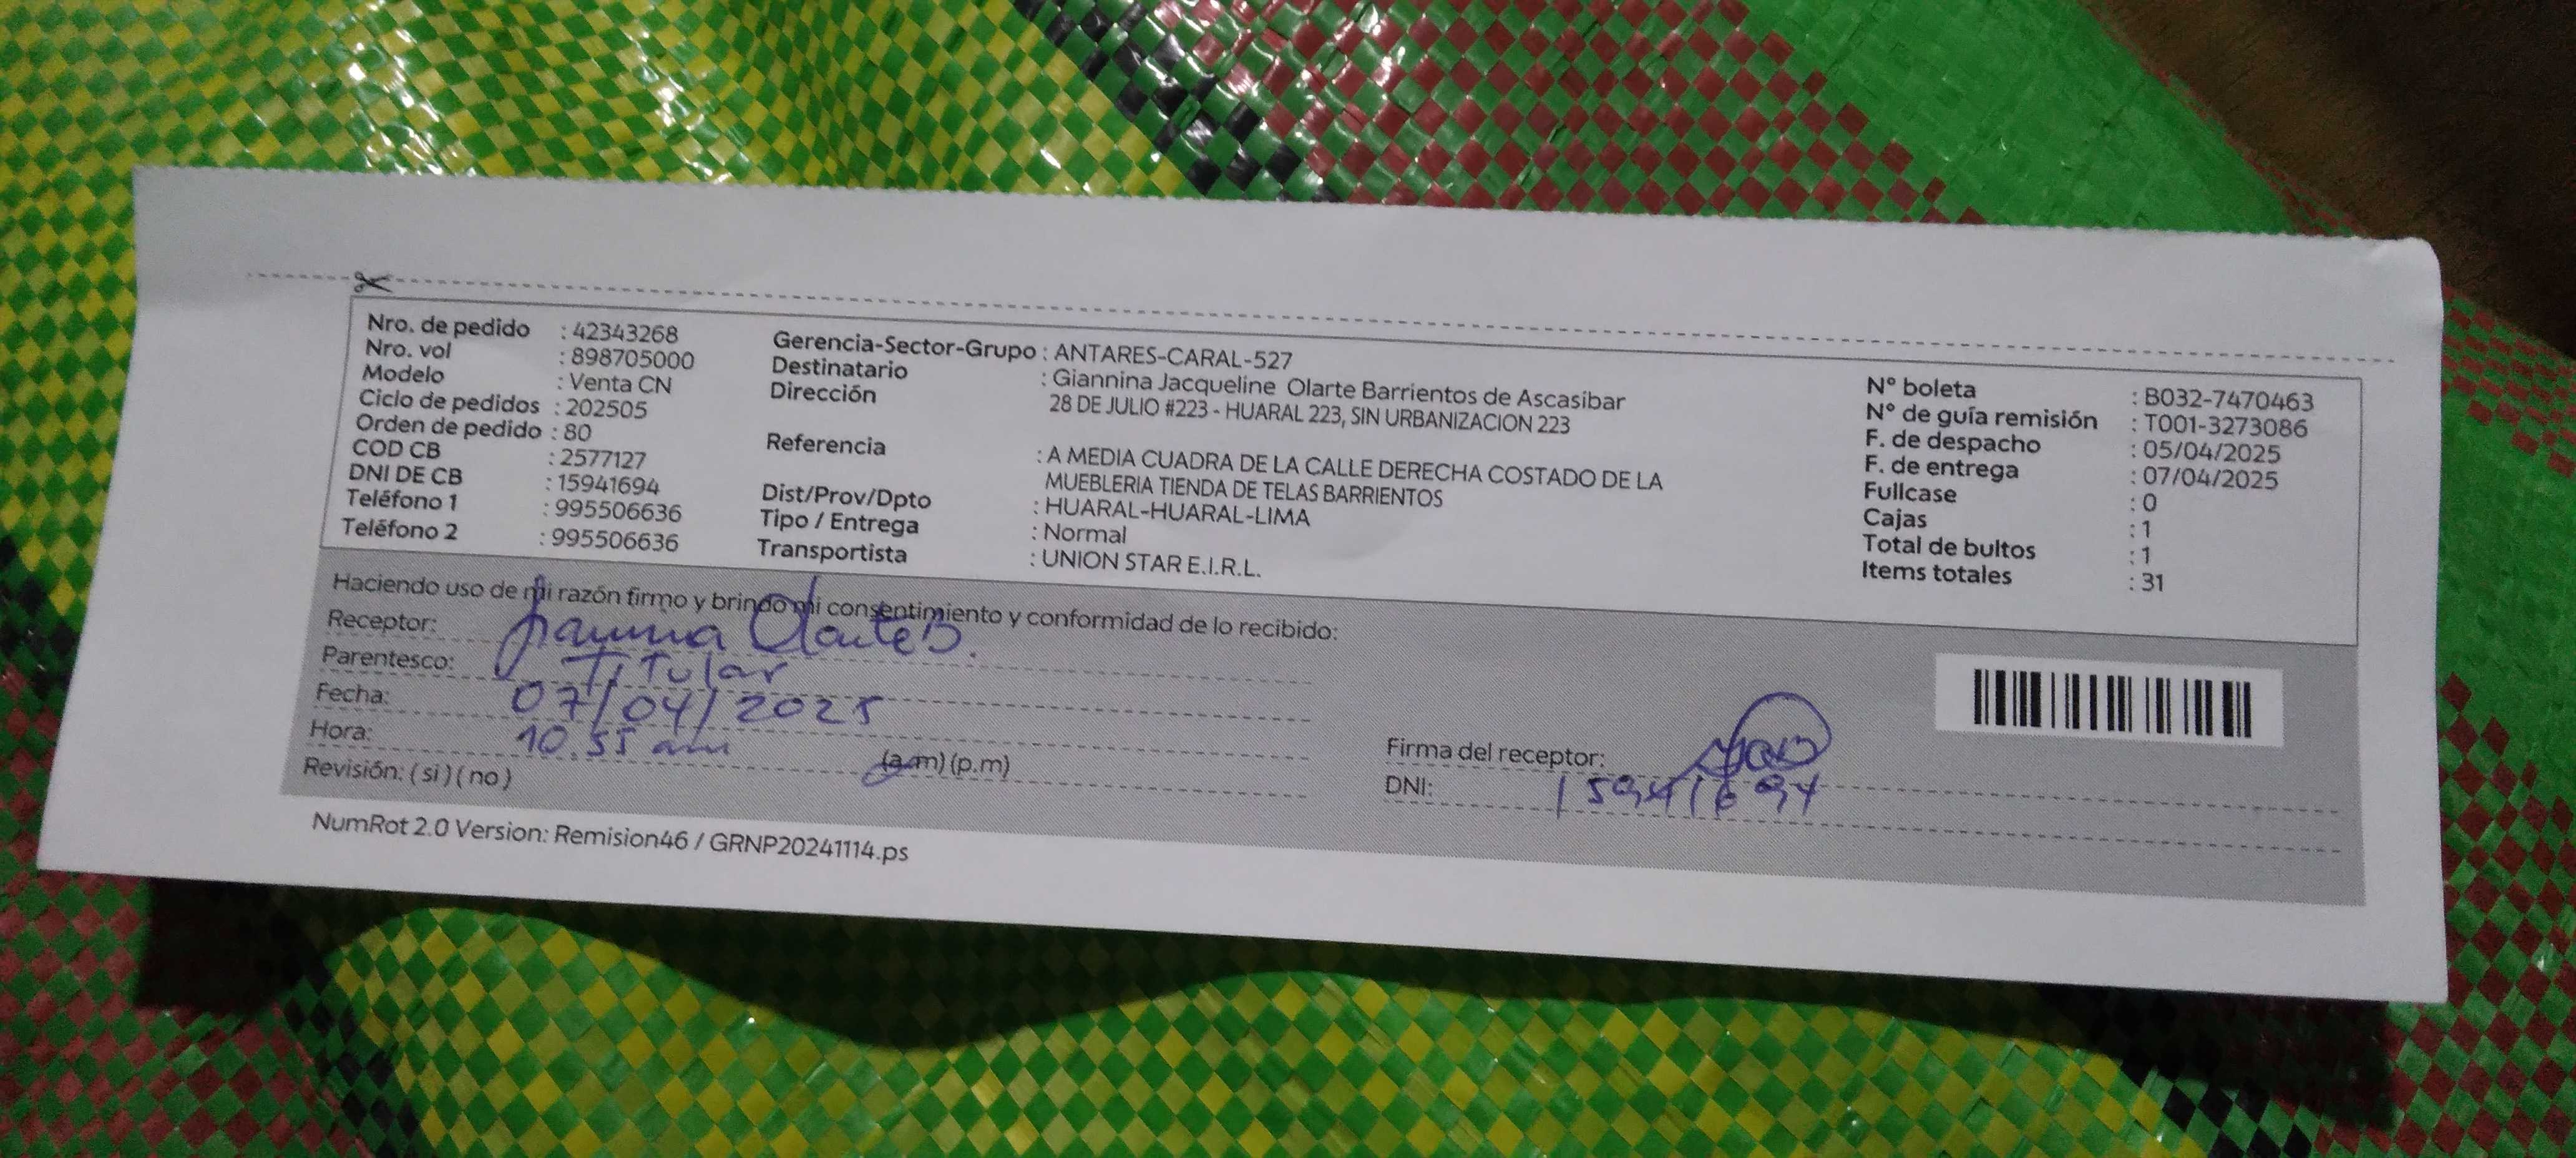 Nro. de pedido : 42343268
Nro. vol : 898705000
Modelo : Venta CN
Ciclo de pedidos : 202505
Orden de pedido : 80
COD CB : 2577127
DNI DE CB : 15941694
Teléfono 1 : 995506636
Teléfono 2 : 995506636
Gerencia-Sector-Grupo : ANTARES-CARAL-527
Destinatario : Giannina Jacqueline Olarte Barrientos de Ascasibar
Dirección 28 DE JULIO #223 - HUARAL 223, SIN URBANIZACION 223
Referencia : A MEDIA CUADRA DE LA CALLE DERECHA COSTADO DE LA
MUEBLERIA TIENDA DE TELAS BARRIENTOS
Dist/Prov/Dpto : HUARAL-HUARAL-LIMA
Tipo / Entrega : Normal
Transportista : UNION STAR E.I.R.L.
N° boleta : B032-7470463
N° de guía remisión : T001-3273086
F. de despacho : 05/04/2025
F. de entrega : 07/04/2025
Fullcase : 0
Cajas : 1
Total de bultos : 1
Items totales : 31
Haciendo uso de mi razón firmo y brindo mi consentimiento y conformidad de lo recibido:
Receptor: Giannina Olarte B.
Parentesco: Titular
Fecha: 07/04/2025
Hora: 10.55 am (a.m) (p.m)
Revisión: ( si ) ( no )
Firma del receptor:
DNI: 15941694
NumRot 2.0 Version: Remision46 / GRNP20241114.ps